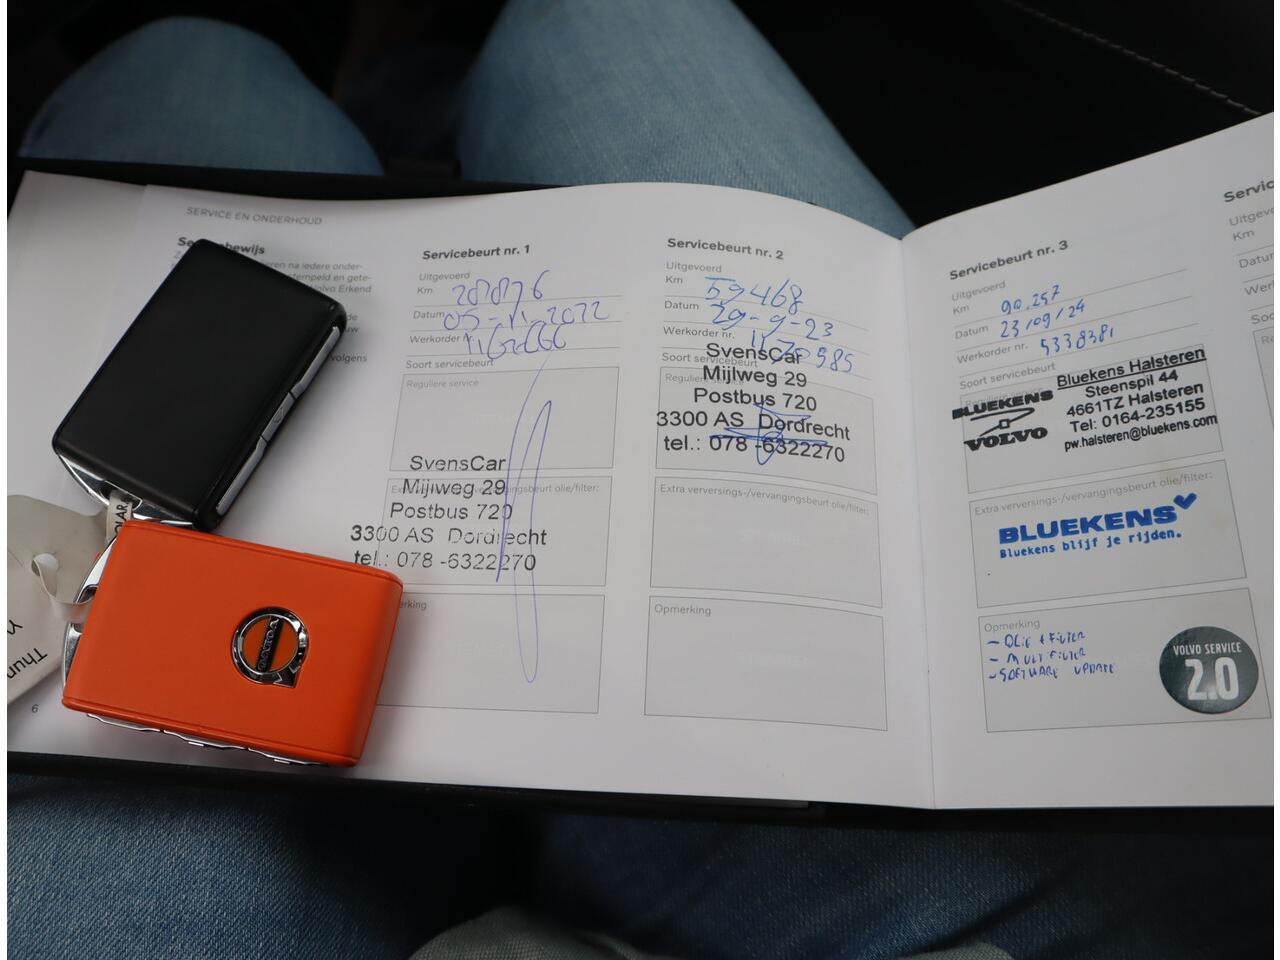 SERVICE EN ONDERHOUD
Servicebeurt nr. 1
Uitgevoerd
Km
Datum 05-11-2022
Werkorder nr.
Soort servicebeurt
Reguliere service
SvensCar
Mijlweg 29
Postbus 720
3300 AS Dordrecht
tel.: 078 -6322270
Servicebeurt nr. 2
Uitgevoerd
Km 59468
Datum 29-9-23
Werkorder nr.
Soort servicebeurt
SvensCar
Mijlweg 29
Postbus 720
3300 AS Dordrecht
tel.: 078 -6322270
Extra verversings-/vervangingsbeurt olie/filter:
Opmerking
Servicebeurt nr. 3
Uitgevoerd
Km 90.257
Datum 23/09/24
Werkorder nr. 5338381
Soort servicebeurt
BLUEKENS
VOLVO
Bluekens Halsteren
Steenspil 44
4661TZ Halsteren
Tel: 0164-235155
pw.halsteren@bluekens.com
Extra verversings-/vervangingsbeurt olie/filter:
BLUEKENS
Bluekens blijf je rijden.
Opmerking
- OLIE + FILTER
- MULTIFILTER
- SOFTWARE UPDATE
VOLVO SERVICE
2.0
VOLVO
6